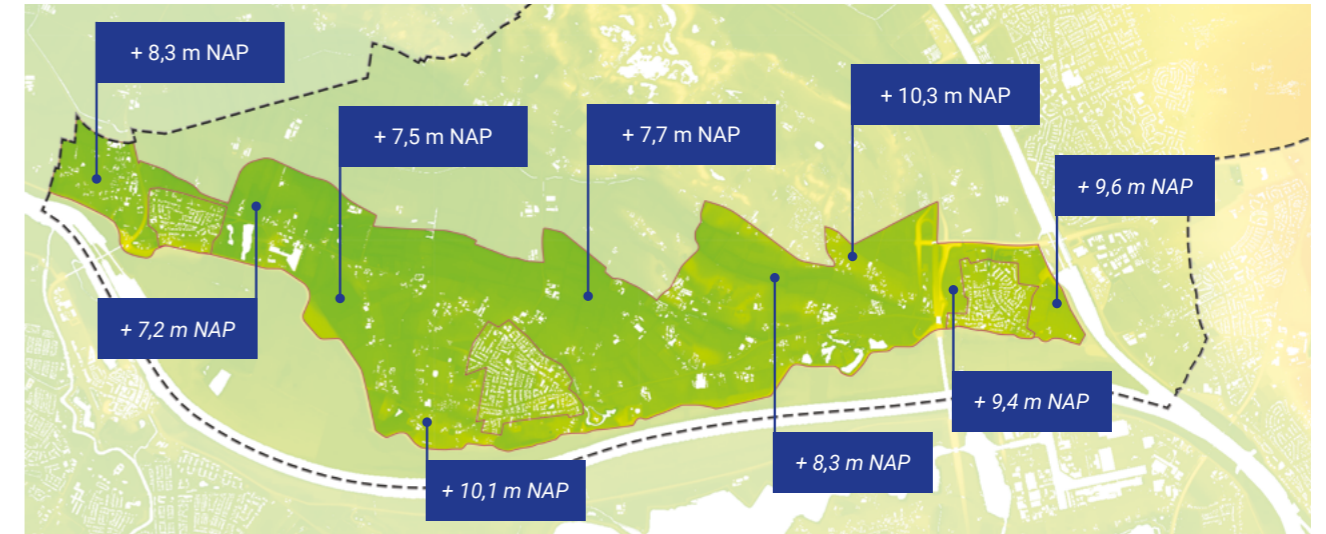 + 8,3 m NAP
+ 10,3 m NAP
+ 7,5 m NAP
+ 7,7 m NAP
+ 9,6 m NAP
+ 7,2 m NAP
+ 9,4 m NAP
+ 8,3 m NAP
+ 10,1 m NAP